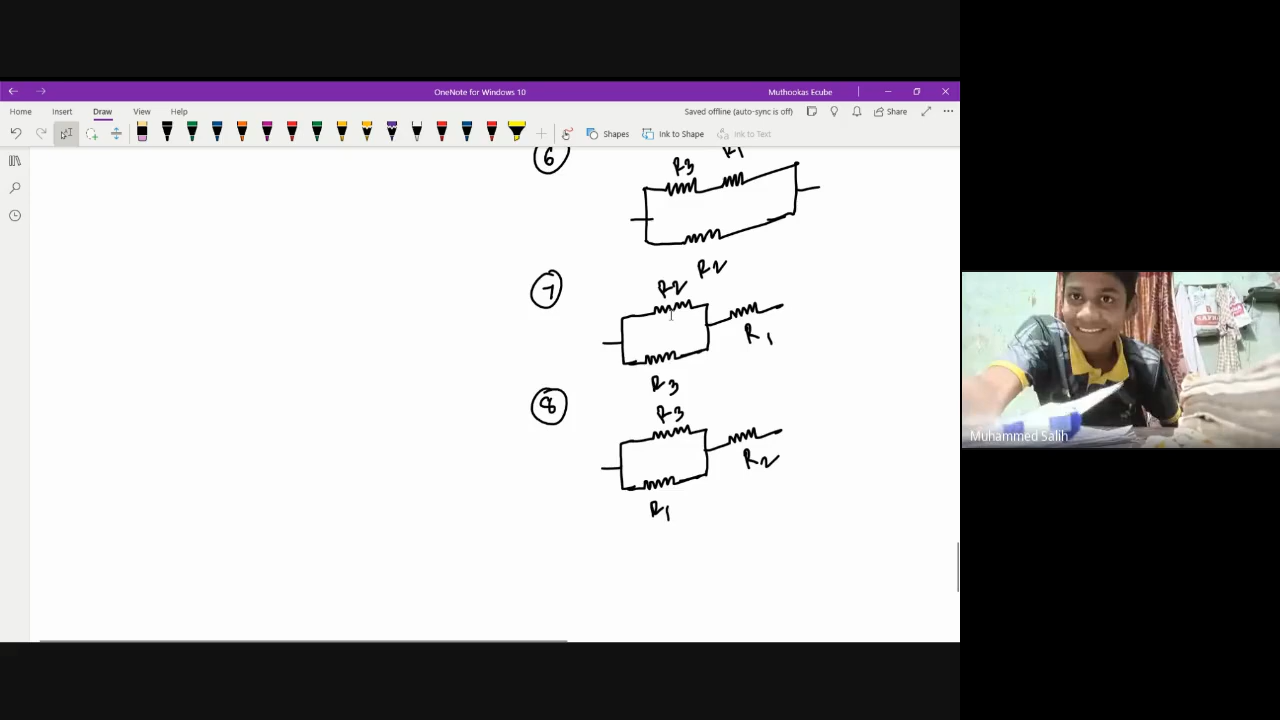 OneNote for Windows 10
Muthookas Ecube
Home Insert Draw View Help
Saved offline (auto-sync is off)
Share
Shapes
Ink to Shape
Ink to Text
6
R3 R1
R2
7
R2
R1
R3
8
R3
R2
R1
Muhammed Salih